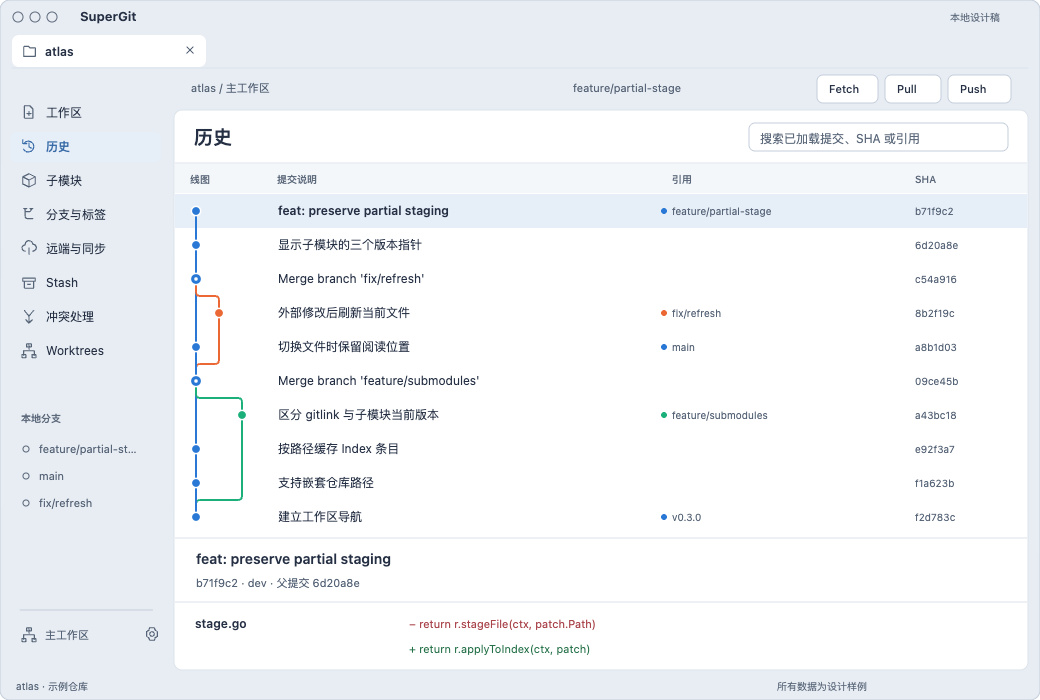 SuperGit
本地设计稿
atlas
atlas / 主工作区
feature/partial-stage
Fetch
Pull
Push
工作区
历史
子模块
分支与标签
远端与同步
Stash
冲突处理
Worktrees
本地分支
feature/partial-st...
main
fix/refresh
主工作区
历史
搜索已加载提交、SHA 或引用
线图 提交说明 引用 SHA
feat: preserve partial staging feature/partial-stage b71f9c2
显示子模块的三个版本指针 6d20a8e
Merge branch 'fix/refresh' c54a916
外部修改后刷新当前文件 fix/refresh 8b2f19c
切换文件时保留阅读位置 main a8b1d03
Merge branch 'feature/submodules' 09ce45b
区分 gitlink 与子模块当前版本 feature/submodules a43bc18
按路径缓存 Index 条目 e92f3a7
支持嵌套仓库路径 f1a623b
建立工作区导航 v0.3.0 f2d783c
feat: preserve partial staging
b71f9c2 · dev · 父提交 6d20a8e
stage.go
− return r.stageFile(ctx, patch.Path)
+ return r.applyToIndex(ctx, patch)
atlas · 示例仓库
所有数据为设计样例